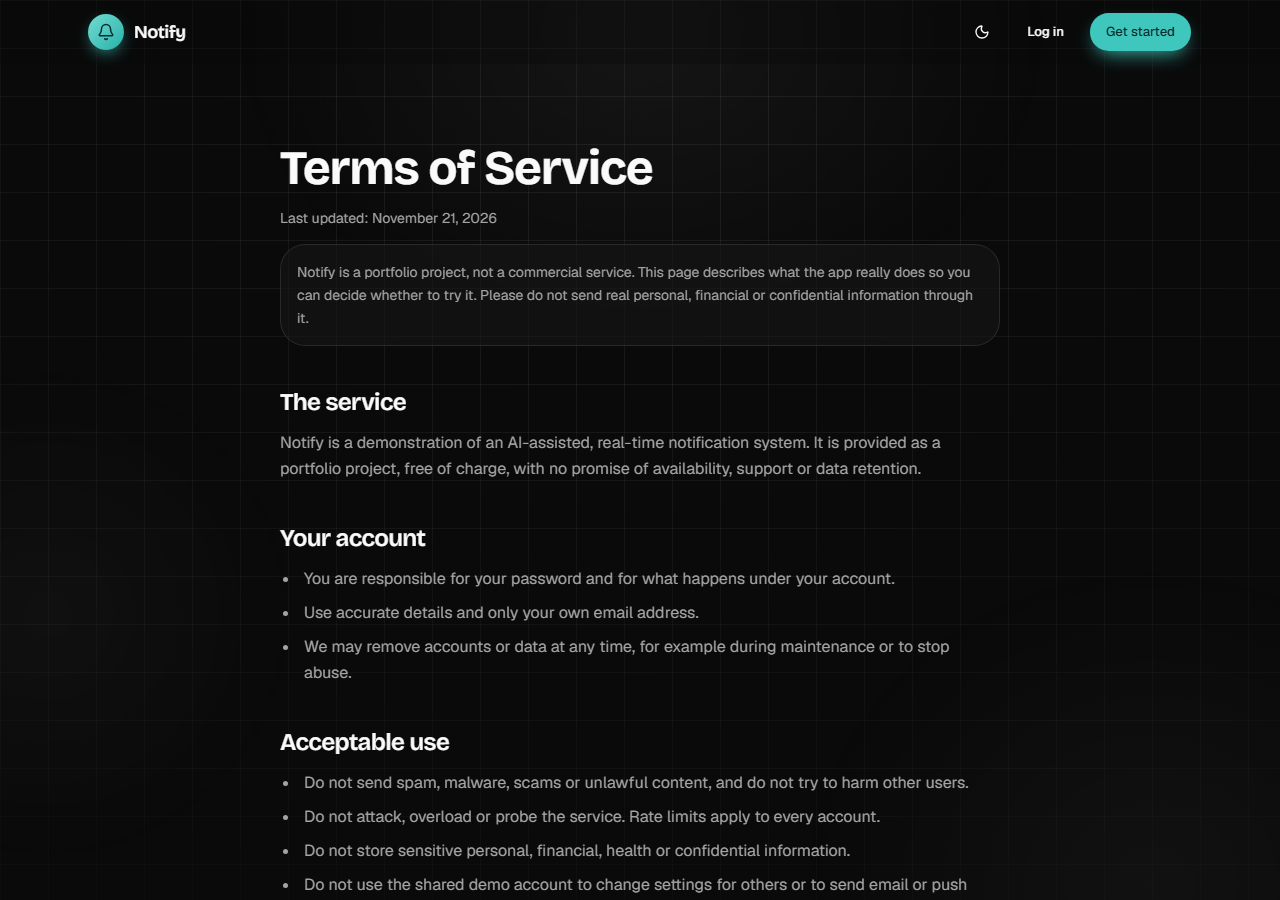 Notify
Log in
Get started
Terms of Service
Last updated: November 21, 2026
Notify is a portfolio project, not a commercial service. This page describes what the app really does so you
can decide whether to try it. Please do not send real personal, financial or confidential information through
it.
The service
Notify is a demonstration of an AI-assisted, real-time notification system. It is provided as a
portfolio project, free of charge, with no promise of availability, support or data retention.
Your account
• You are responsible for your password and for what happens under your account.
• Use accurate details and only your own email address.
• We may remove accounts or data at any time, for example during maintenance or to stop
abuse.
Acceptable use
• Do not send spam, malware, scams or unlawful content, and do not try to harm other users.
• Do not attack, overload or probe the service. Rate limits apply to every account.
• Do not store sensitive personal, financial, health or confidential information.
• Do not use the shared demo account to change settings for others or to send email or push